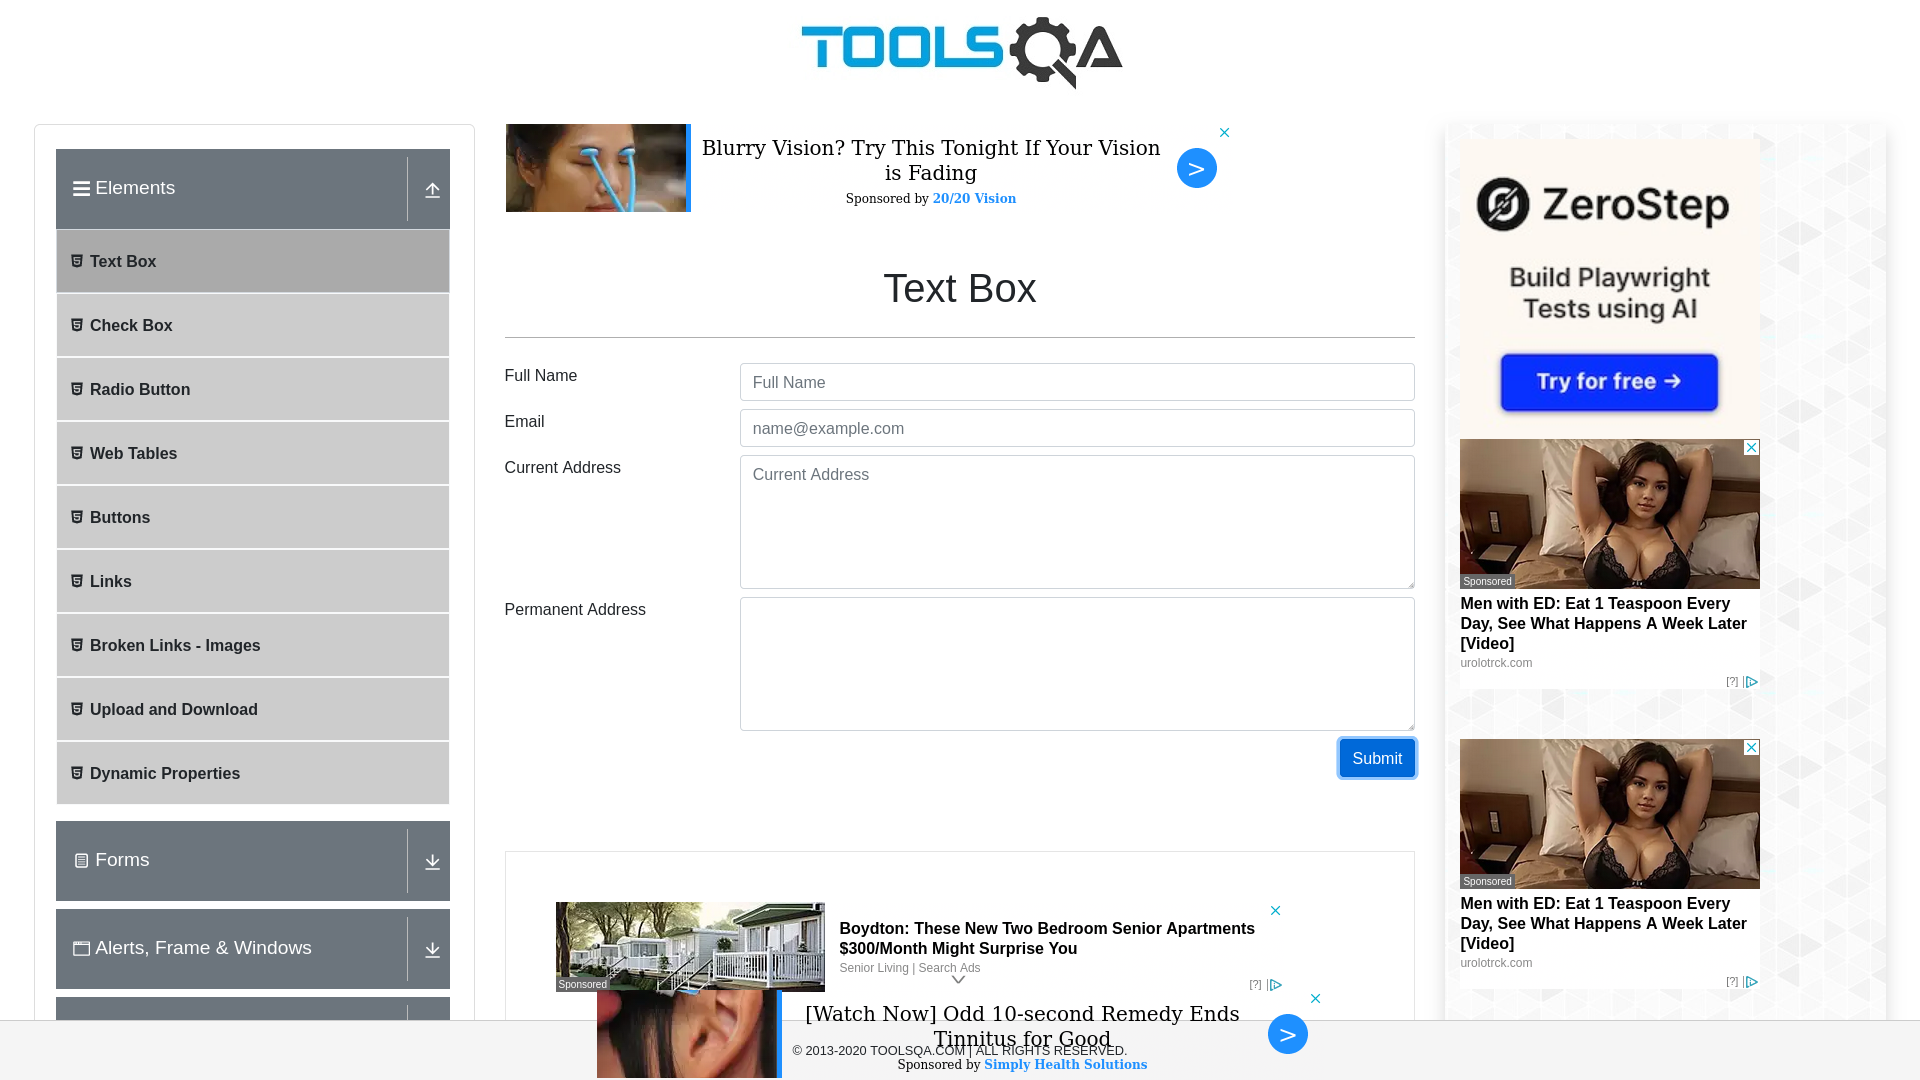 TOOLSQA
Elements
Text Box
Check Box
Radio Button
Web Tables
Buttons
Links
Broken Links - Images
Upload and Download
Dynamic Properties
Forms
Alerts, Frame & Windows
Blurry Vision? Try This Tonight If Your Vision
is Fading
Sponsored by 20/20 Vision
>
Text Box
Full Name
Full Name
Email
name@example.com
Current Address
Current Address
Permanent Address
Submit
Sponsored
Boydton: These New Two Bedroom Senior Apartments
$300/Month Might Surprise You
Senior Living | Search Ads
[?]
[Watch Now] Odd 10-second Remedy Ends
Tinnitus for Good
Sponsored by Simply Health Solutions
>
© 2013-2020 TOOLSQA.COM | ALL RIGHTS RESERVED.
ZeroStep
Build Playwright
Tests using AI
Try for free →
Sponsored
Men with ED: Eat 1 Teaspoon Every
Day, See What Happens A Week Later
[Video]
urolotrck.com
[?]
Sponsored
Men with ED: Eat 1 Teaspoon Every
Day, See What Happens A Week Later
[Video]
urolotrck.com
[?]